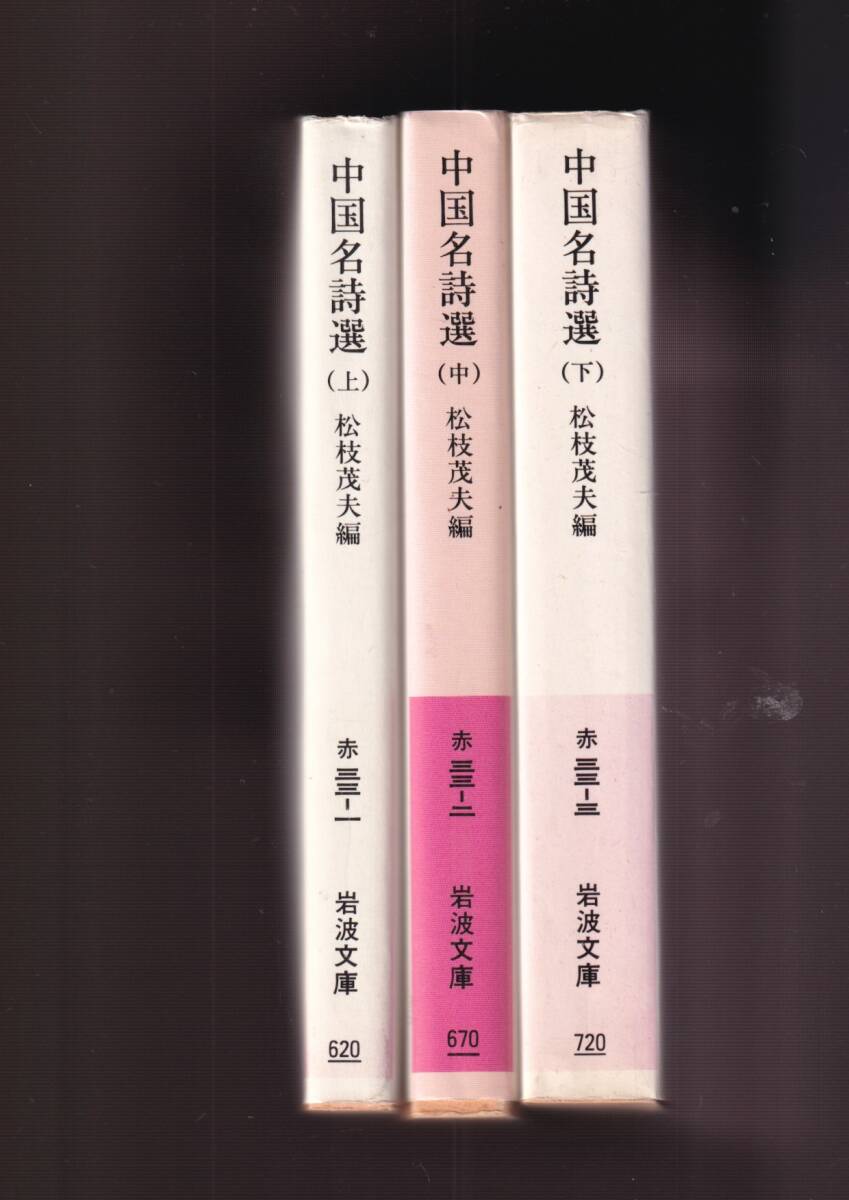 中国名詩選(上) 松枝茂夫編 赤 三三-一 岩波文庫 620
中国名詩選(中) 松枝茂夫編 赤 三三-二 岩波文庫 670
中国名詩選(下) 松枝茂夫編 赤 三三-三 岩波文庫 720